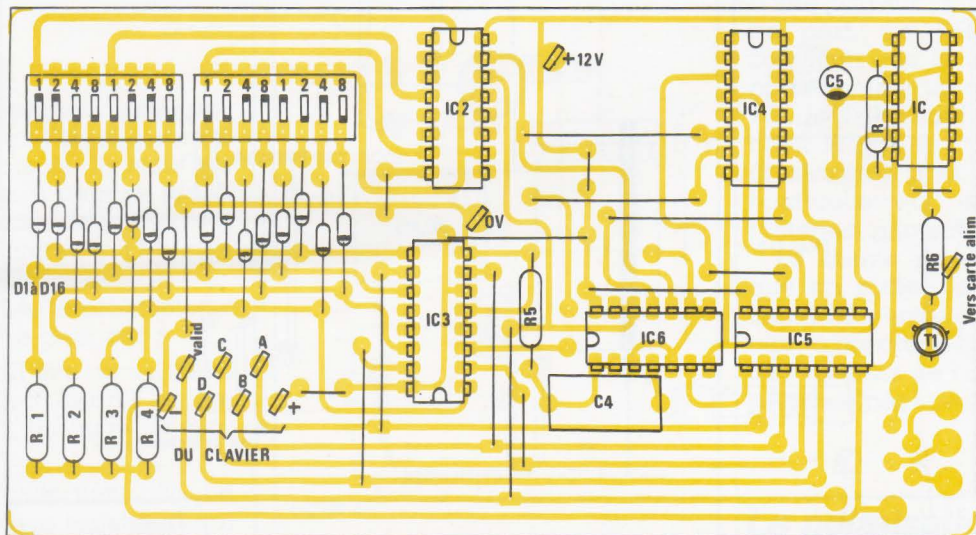 1 2 4 8 1 2 4 8
1 2 4 8 1 2 4 8
IC2
+12V
IC4
C5
R
IC
0V
D1àD16
IC3
R5
IC6
IC5
R6
Vers carte alim
T1
valid
C
A
D
B
-
+
R 1
R 2
R 3
R 4
C4
DU CLAVIER